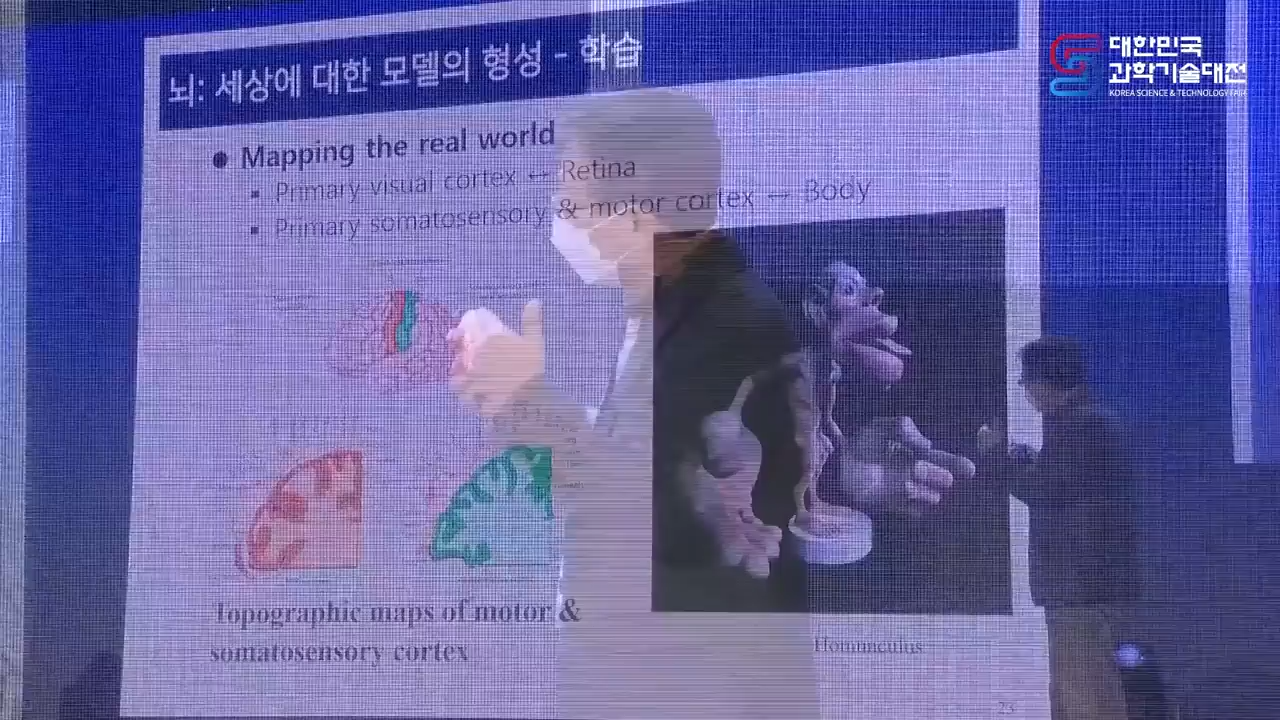 뇌: 세상에 대한 모델의 형성 - 학습
대한민국
과학기술대전
KOREA SCIENCE & TECHNOLOGY FAIR
● Mapping the real world
▪ Primary visual cortex ↔ Retina
▪ Primary somatosensory & motor cortex ↔ Body
Topographic maps of motor &
somatosensory cortex
Homunculus
23